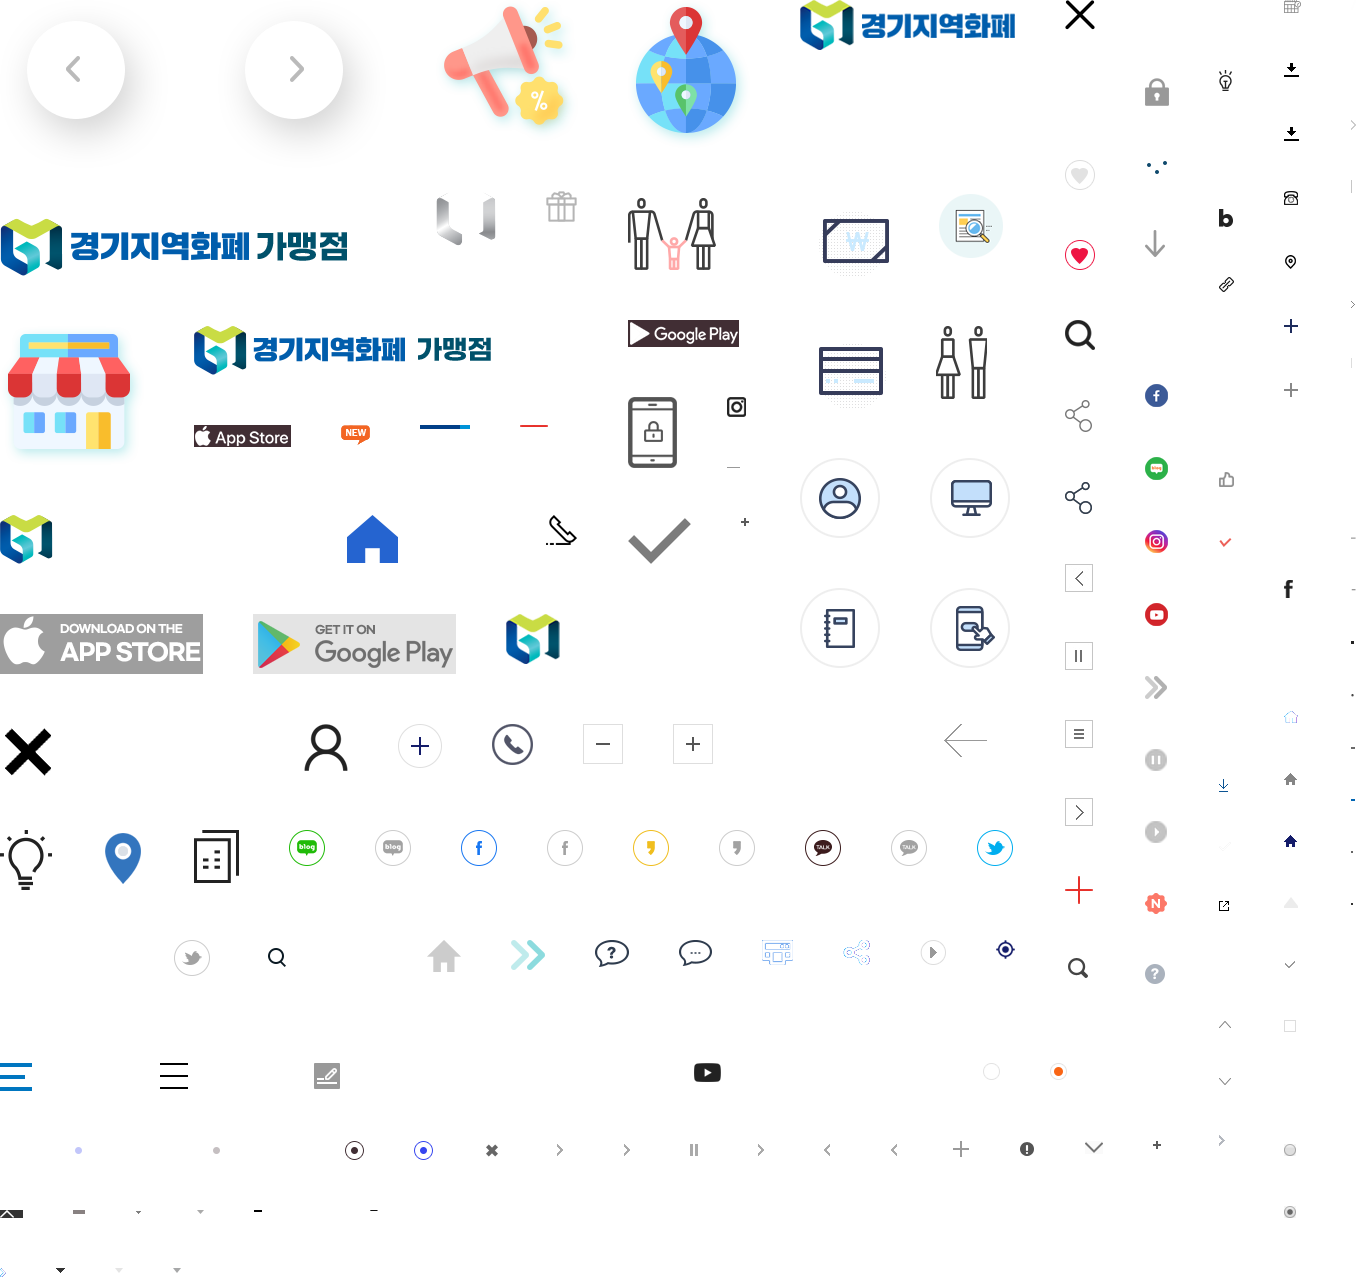 %
경기지역화폐
경기지역화폐 가맹점
₩
경기지역화폐 가맹점
Google Play
App Store
NEW
blog
DOWNLOAD ON THE
APP STORE
GET IT ON
Google Play
blog
blog
TALK
TALK
N